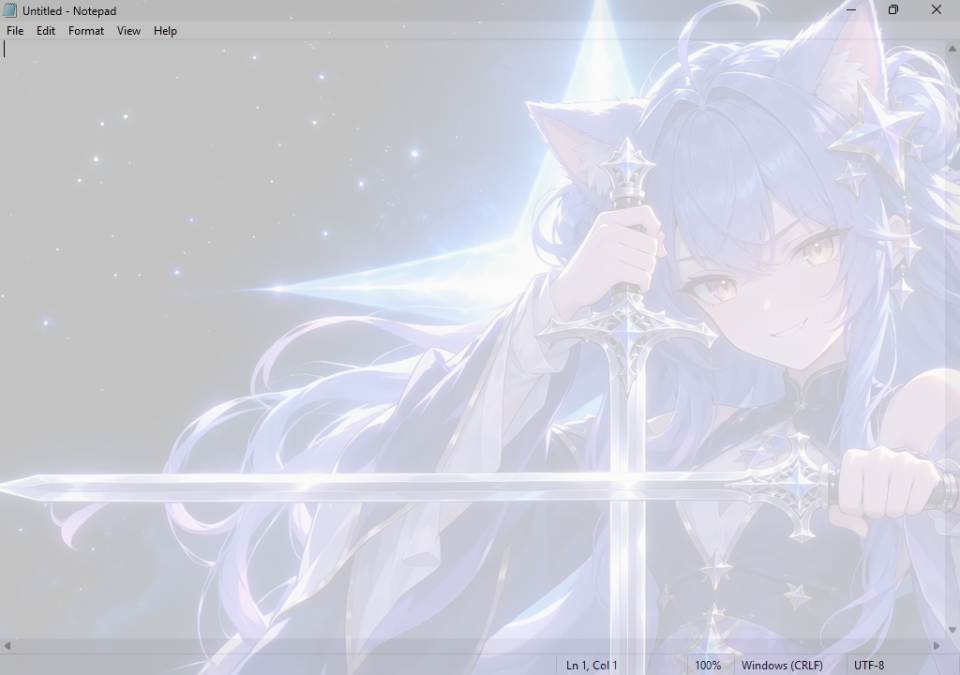 Untitled - Notepad
File Edit Format View Help
Ln 1, Col 1 100% Windows (CRLF) UTF-8